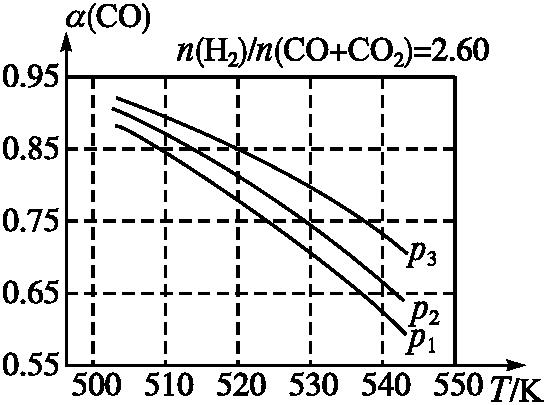 α(CO)
n(H₂)/n(CO+CO₂)=2.60
0.95
0.85
0.75
0.65
0.55
p₃
p₂
p₁
500 510 520 530 540 550 T/K